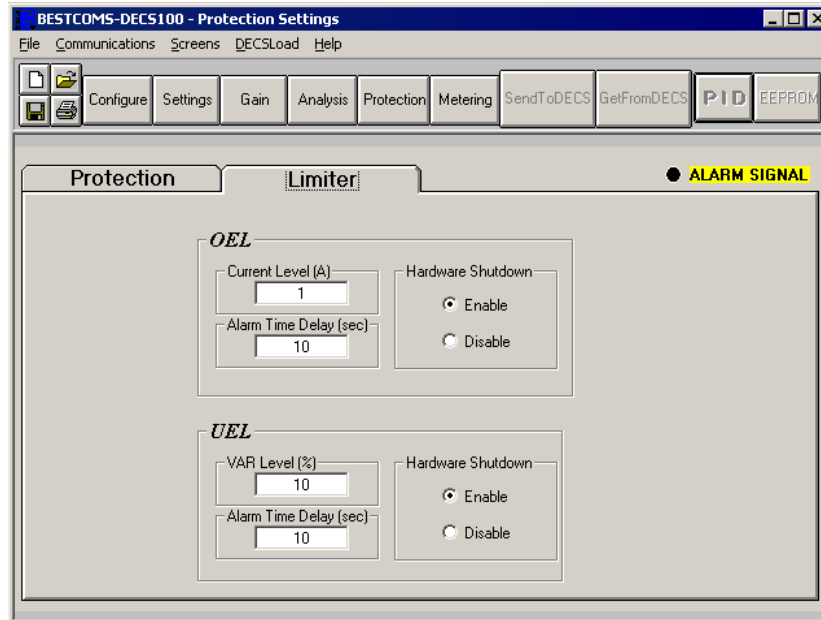 BESTCOMS-DECS100 - Protection Settings
File Communications Screens DECSLoad Help
Configure Settings Gain Analysis Protection Metering SendToDECS GetFromDECS PID EEPROM
Protection Limiter ALARM SIGNAL
OEL
Current Level (A)
1
Alarm Time Delay (sec)
10
Hardware Shutdown
Enable
Disable
UEL
VAR Level (%)
10
Alarm Time Delay (sec)
10
Hardware Shutdown
Enable
Disable